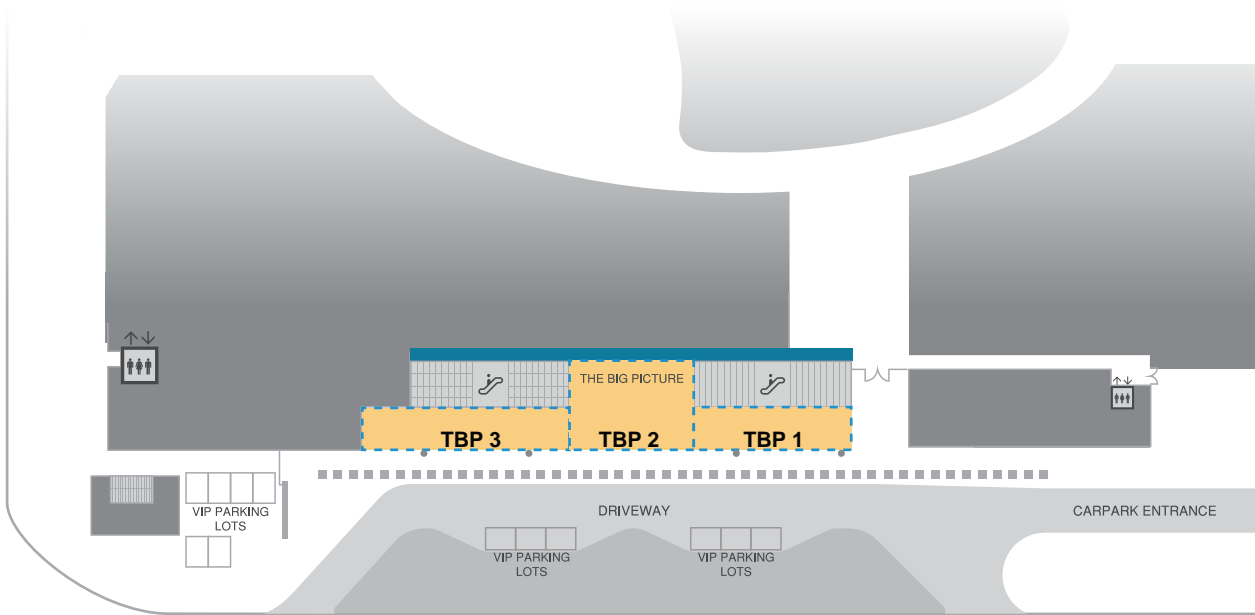 THE BIG PICTURE
TBP 3
TBP 2
TBP 1
VIP PARKING
LOTS
DRIVEWAY
CARPARK ENTRANCE
VIP PARKING
LOTS
VIP PARKING
LOTS